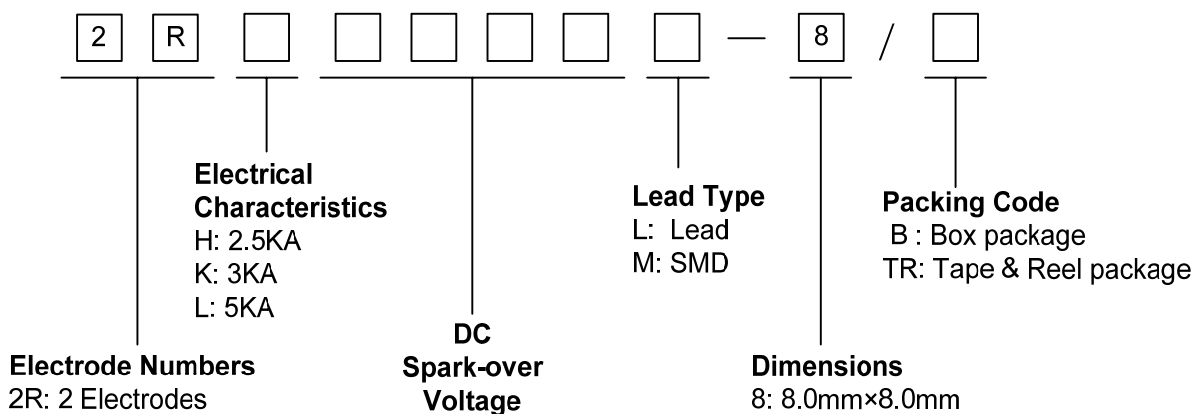 2 R — 8 /
Electrical
Characteristics
H: 2.5KA
K: 3KA
L: 5KA
Lead Type
L: Lead
M: SMD
Packing Code
B : Box package
TR: Tape & Reel package
Electrode Numbers
2R: 2 Electrodes
DC
Spark-over
Voltage
Dimensions
8: 8.0mm×8.0mm